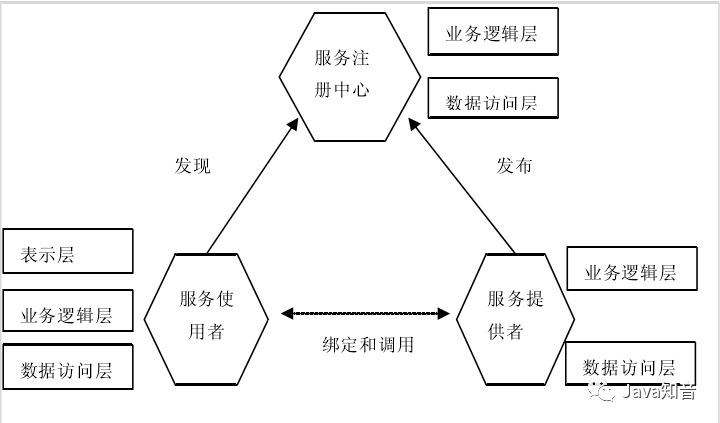 服务注
册中心
业务逻辑层
数据访问层
发现
发布
表示层
业务逻辑层
数据访问层
服务使
用者
绑定和调用
服务提
供者
业务逻辑层
数据访问层
Java知音